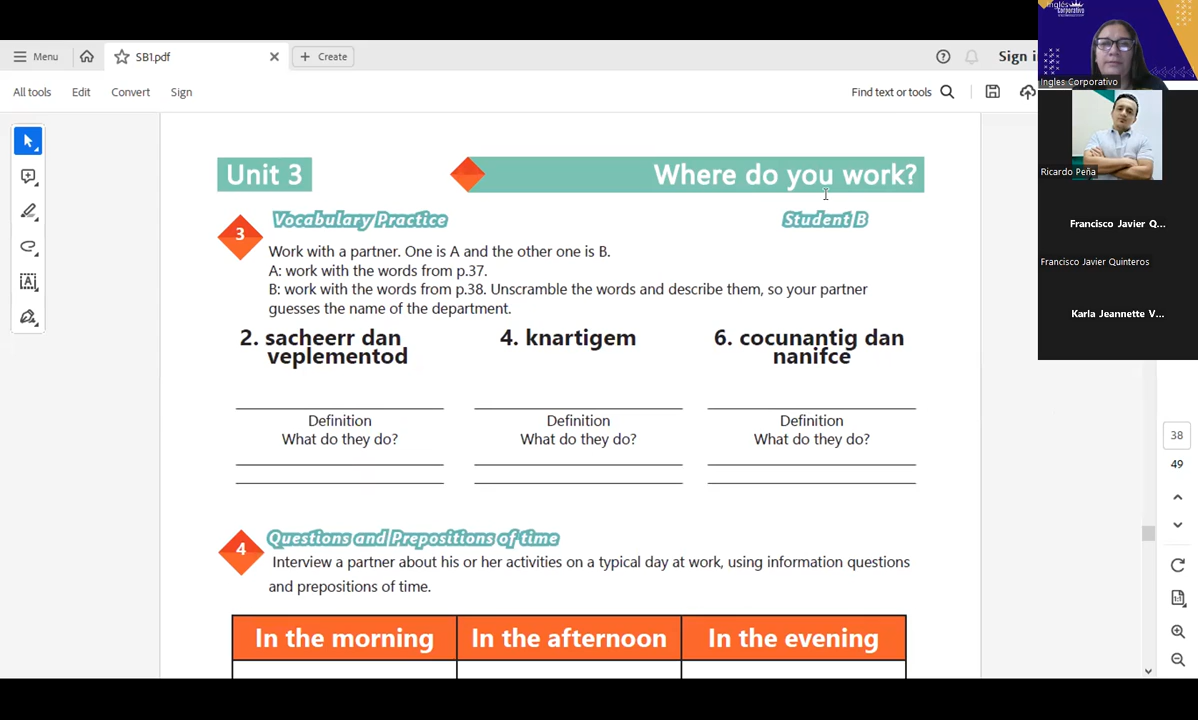 Menu
SB1.pdf
Create
Sign i
All tools
Edit
Convert
Sign
Find text or tools
Unit 3
Where do you work?
3
Vocabulary Practice
Student B
Work with a partner. One is A and the other one is B.
A: work with the words from p.37.
B: work with the words from p.38. Unscramble the words and describe them, so your partner
guesses the name of the department.
2. sacheerr dan
veplementod
4. knartigem
6. cocunantig dan
nanifce
Definition
What do they do?
Definition
What do they do?
Definition
What do they do?
4
Questions and Prepositions of time
Interview a partner about his or her activities on a typical day at work, using information questions
and prepositions of time.
In the morning
In the afternoon
In the evening
Inglés
Corporativo
Ingles Corporativo
Ricardo Peña
Francisco Javier Q...
Francisco Javier Quinteros
Karla Jeannette V...
38
49